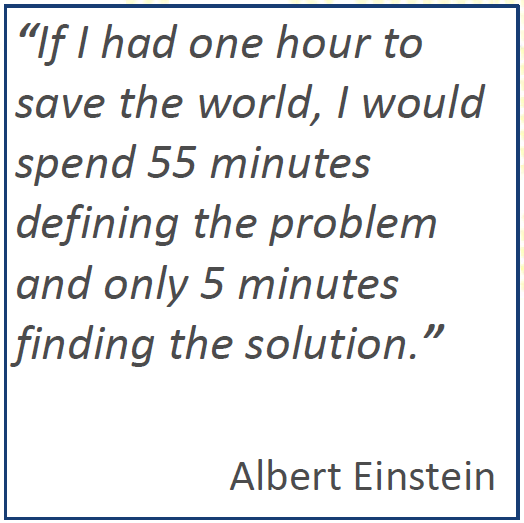 “If I had one hour to
save the world, I would
spend 55 minutes
defining the problem
and only 5 minutes
finding the solution.”
Albert Einstein